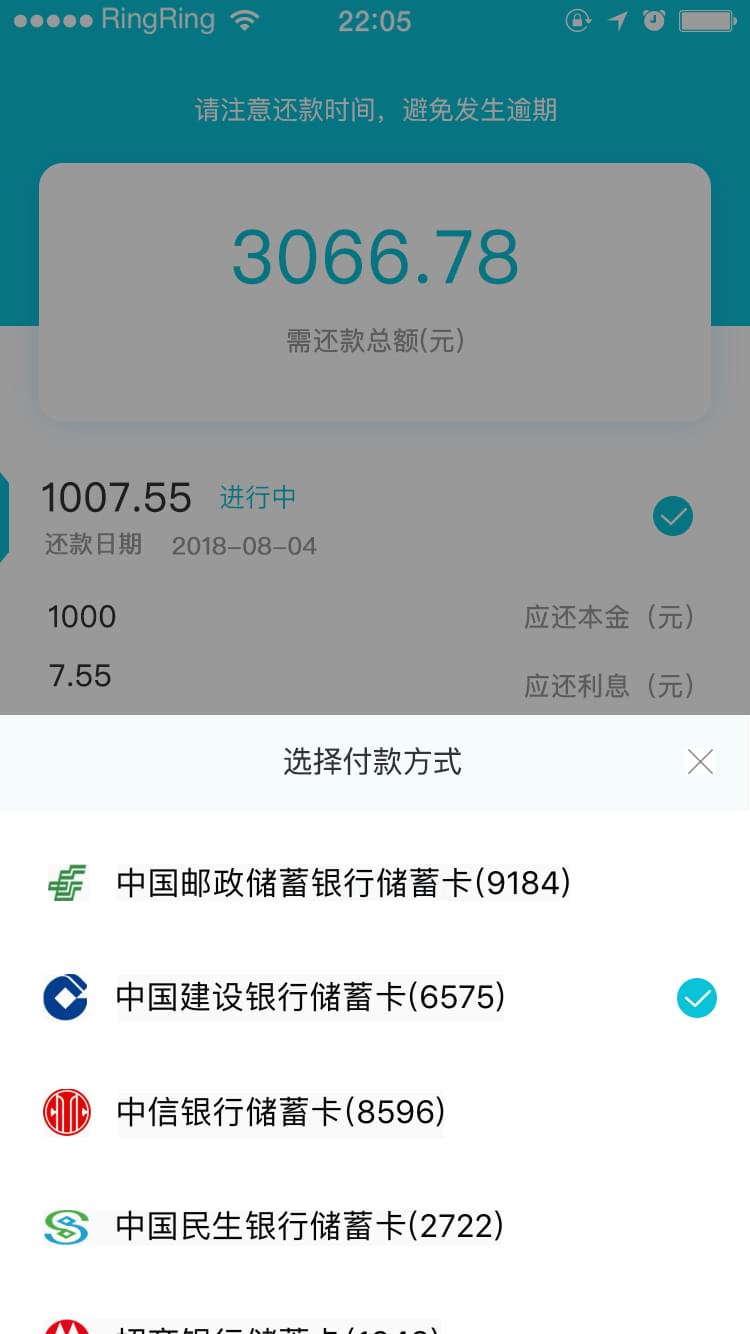 RingRing 22:05
请注意还款时间，避免发生逾期
3066.78
需还款总额(元)
1007.55 进行中
还款日期 2018-08-04
1000 应还本金（元）
7.55 应还利息（元）
选择付款方式
中国邮政储蓄银行储蓄卡(9184)
中国建设银行储蓄卡(6575)
中信银行储蓄卡(8596)
中国民生银行储蓄卡(2722)